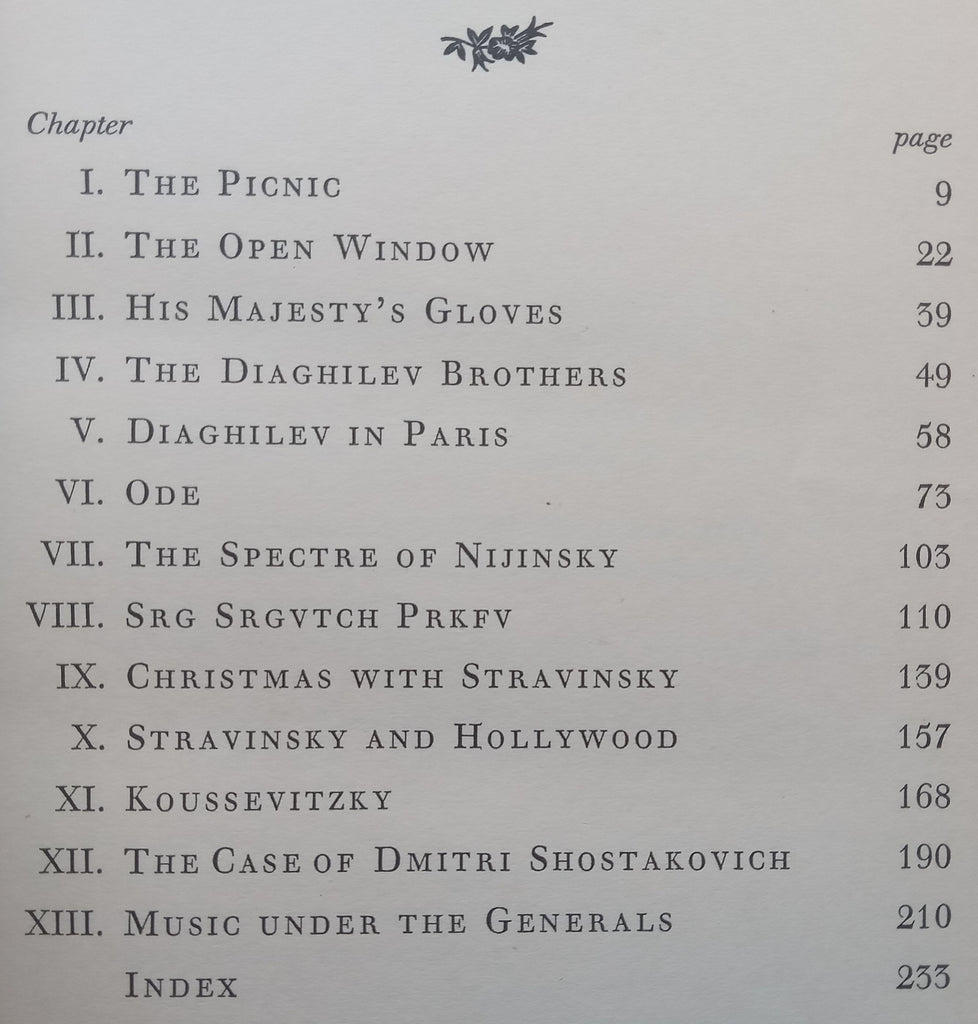 Chapter page
I. The Picnic 9
II. The Open Window 22
III. His Majesty's Gloves 39
IV. The Diaghilev Brothers 49
V. Diaghilev in Paris 58
VI. Ode 73
VII. The Spectre of Nijinsky 103
VIII. Srg Srgvtch Prkfv 110
IX. Christmas with Stravinsky 139
X. Stravinsky and Hollywood 157
XI. Koussevitzky 168
XII. The Case of Dmitri Shostakovich 190
XIII. Music under the Generals 210
Index 233